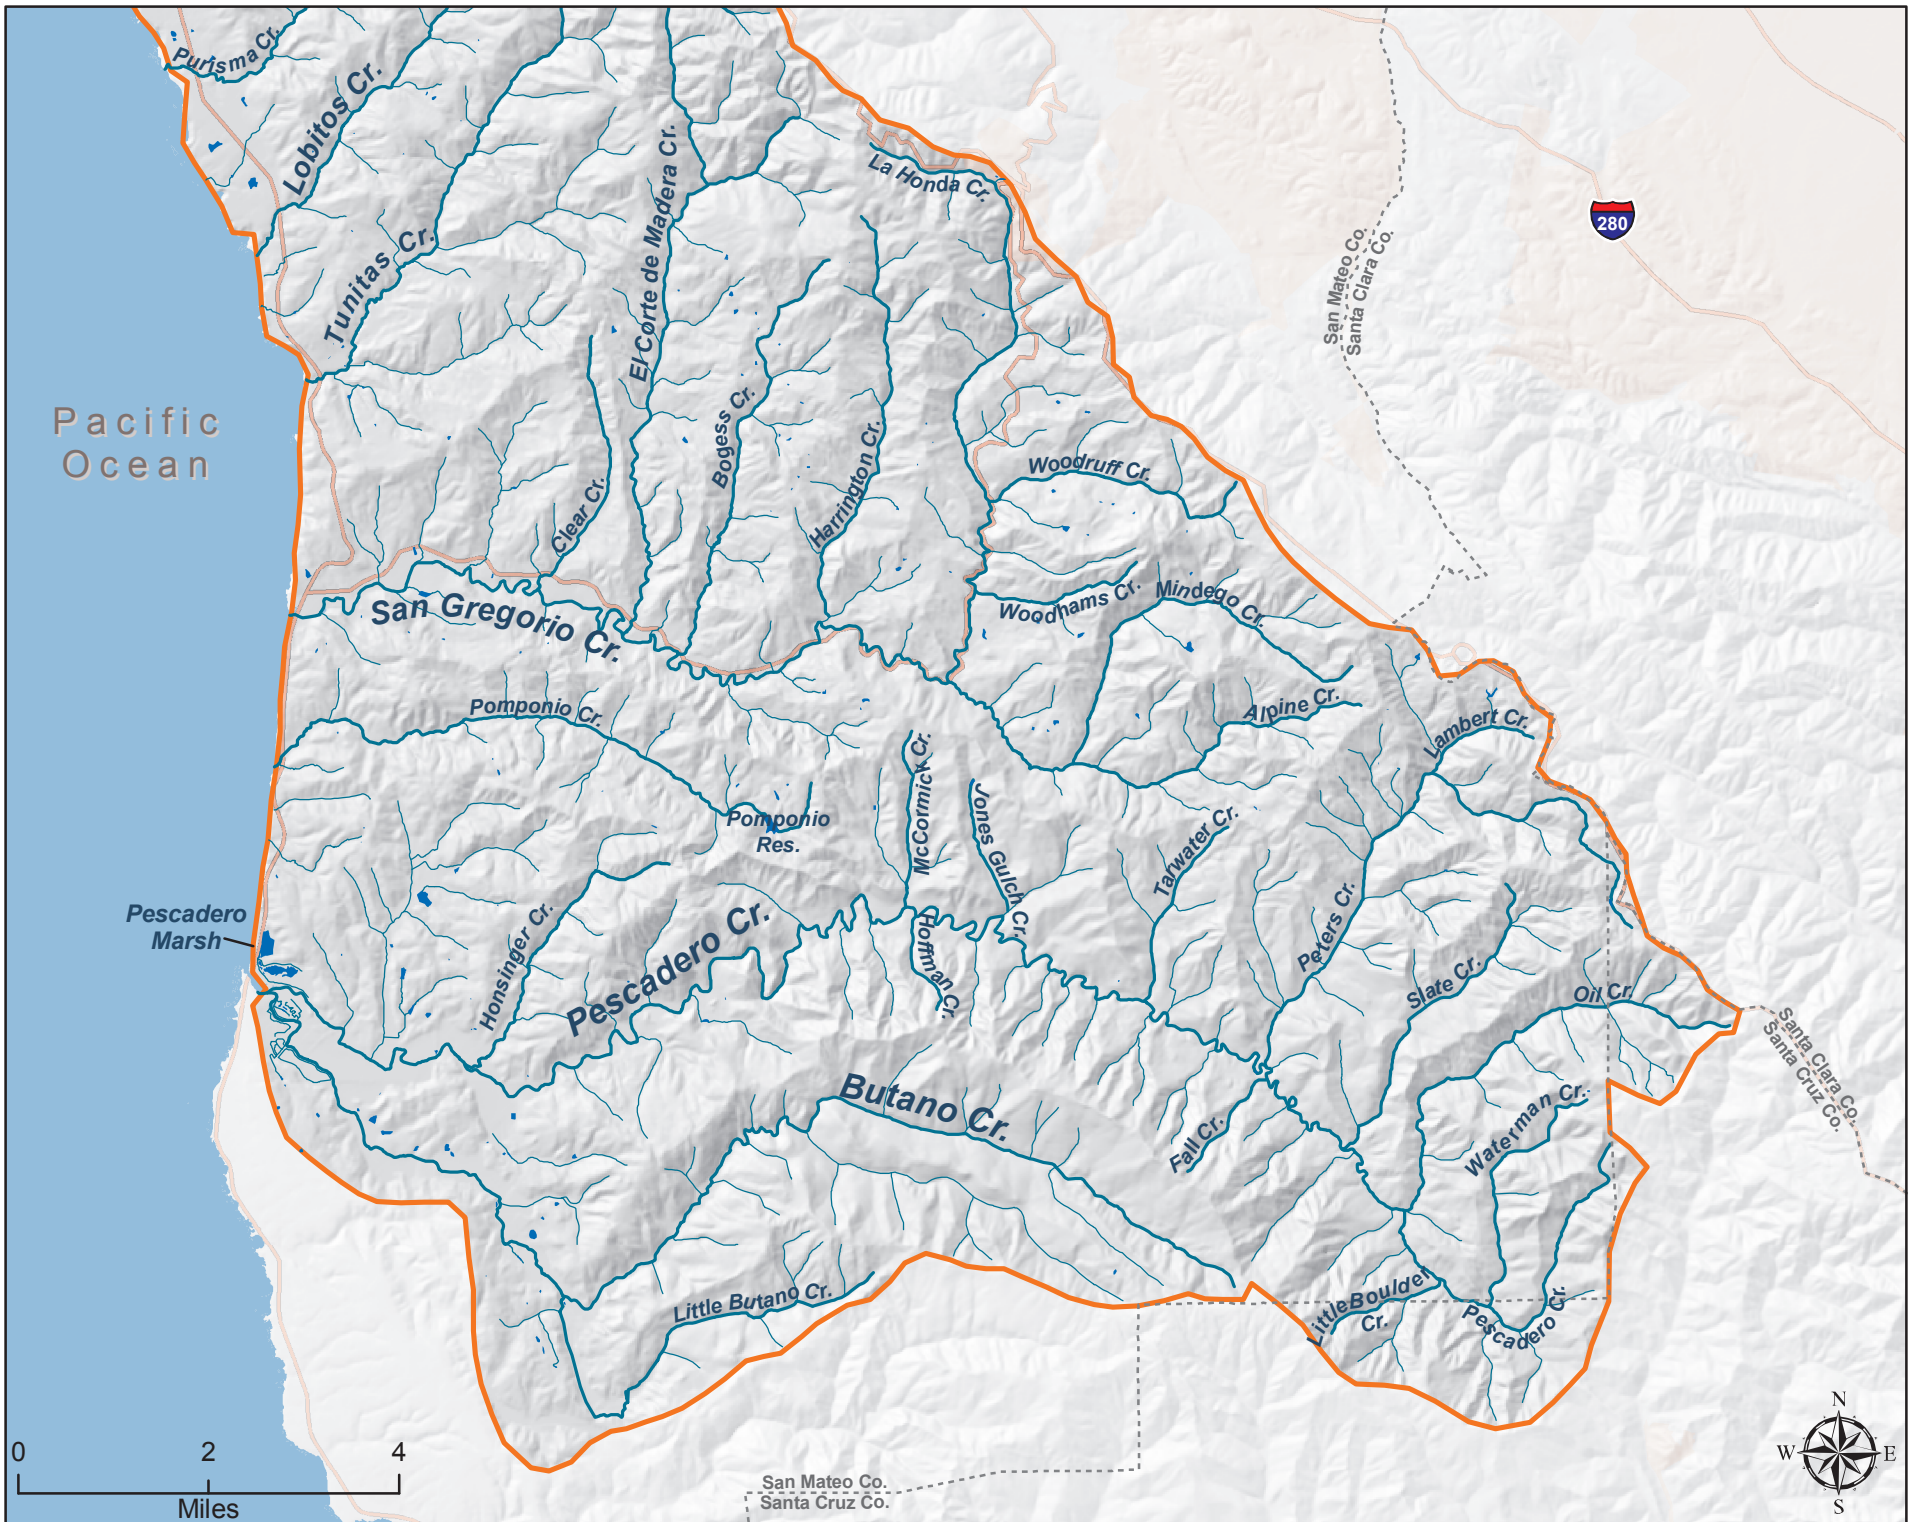 Purisma Cr.
Lobitos Cr.
Tunitas Cr.
El Corte de Madera Cr.
La Honda Cr.
280
San Mateo Co.
Santa Clara Co.
Pacific
Ocean
Clear Cr.
Bogess Cr.
Harrington Cr.
Woodruff Cr.
Woodhams Cr.
Mindego Cr.
San Gregorio Cr.
Alpine Cr.
Lambert Cr.
Pomponio Cr.
Pomponio
Res.
McCormick Cr.
Jones Gulch Cr.
Tarwater Cr.
Peters Cr.
Pescadero
Marsh
Honsinger Cr.
Pescadero Cr.
Hoffman Cr.
Slate Cr.
Oil Cr.
Santa Clara Co.
Santa Cruz Co.
Butano Cr.
Fall Cr.
Waterman Cr.
Little Butano Cr.
Little Boulder
Cr.
Pescadero Cr.
0 2 4
Miles
San Mateo Co.
Santa Cruz Co.
N
W E
S